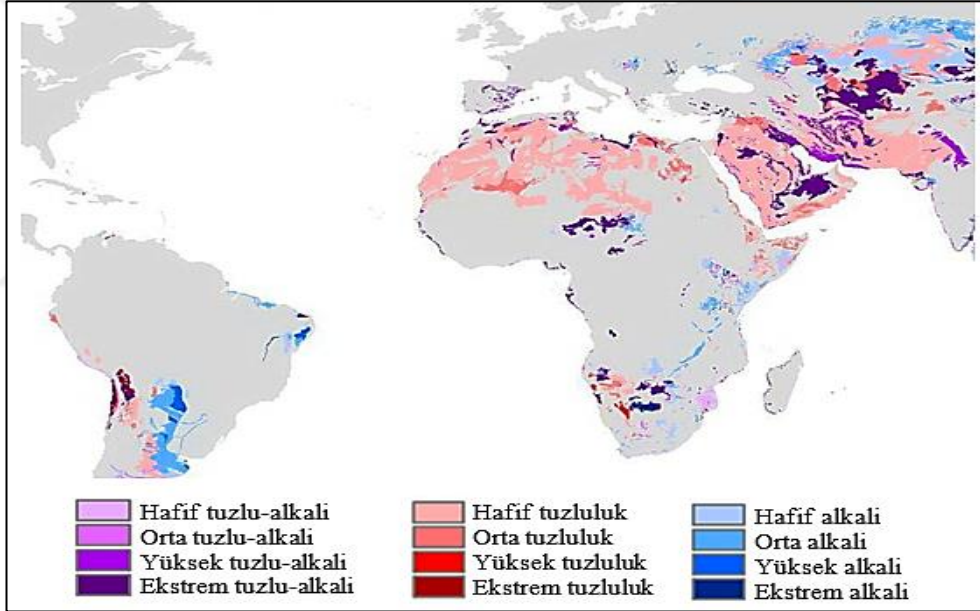 Hafif tuzlu-alkali
Orta tuzlu-alkali
Yüksek tuzlu-alkali
Ekstrem tuzlu-alkali
Hafif tuzluluk
Orta tuzluluk
Yüksek tuzluluk
Ekstrem tuzluluk
Hafif alkali
Orta alkali
Yüksek alkali
Ekstrem alkali